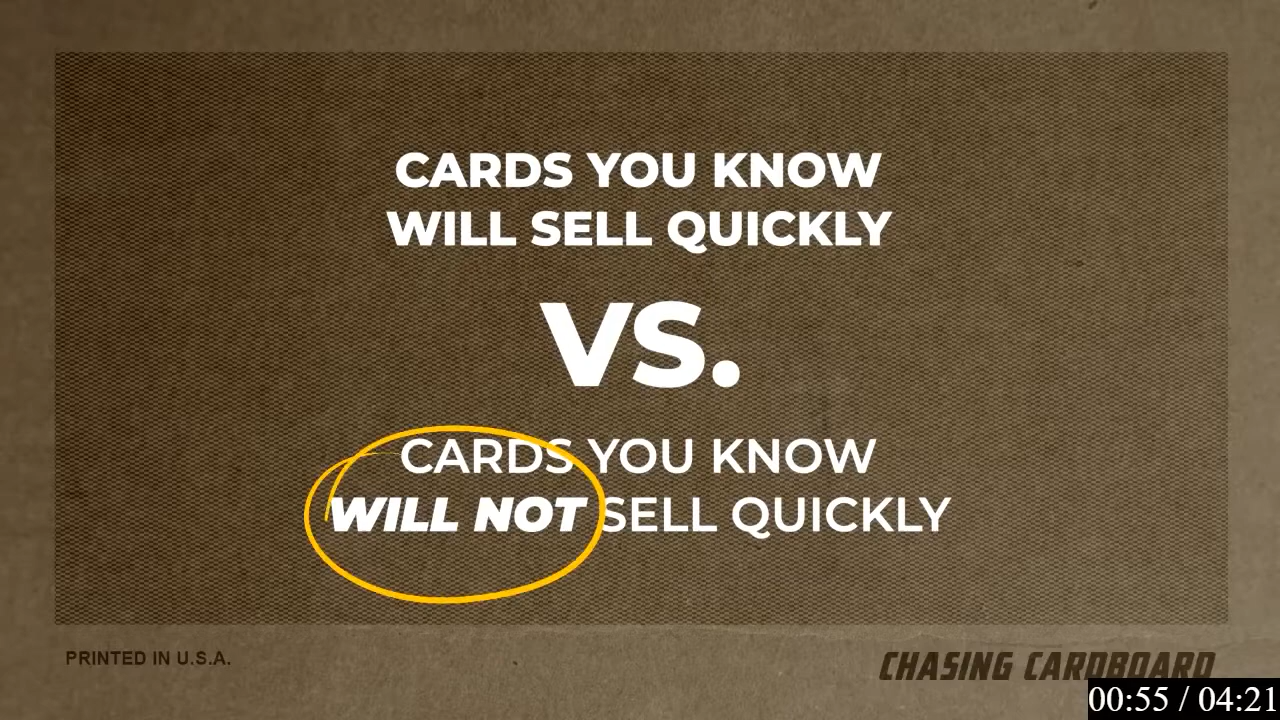 CARDS YOU KNOW
WILL SELL QUICKLY
VS.
CARDS YOU KNOW
WILL NOT SELL QUICKLY
PRINTED IN U.S.A.
CHASING CARDBOARD
00:55 / 04:21